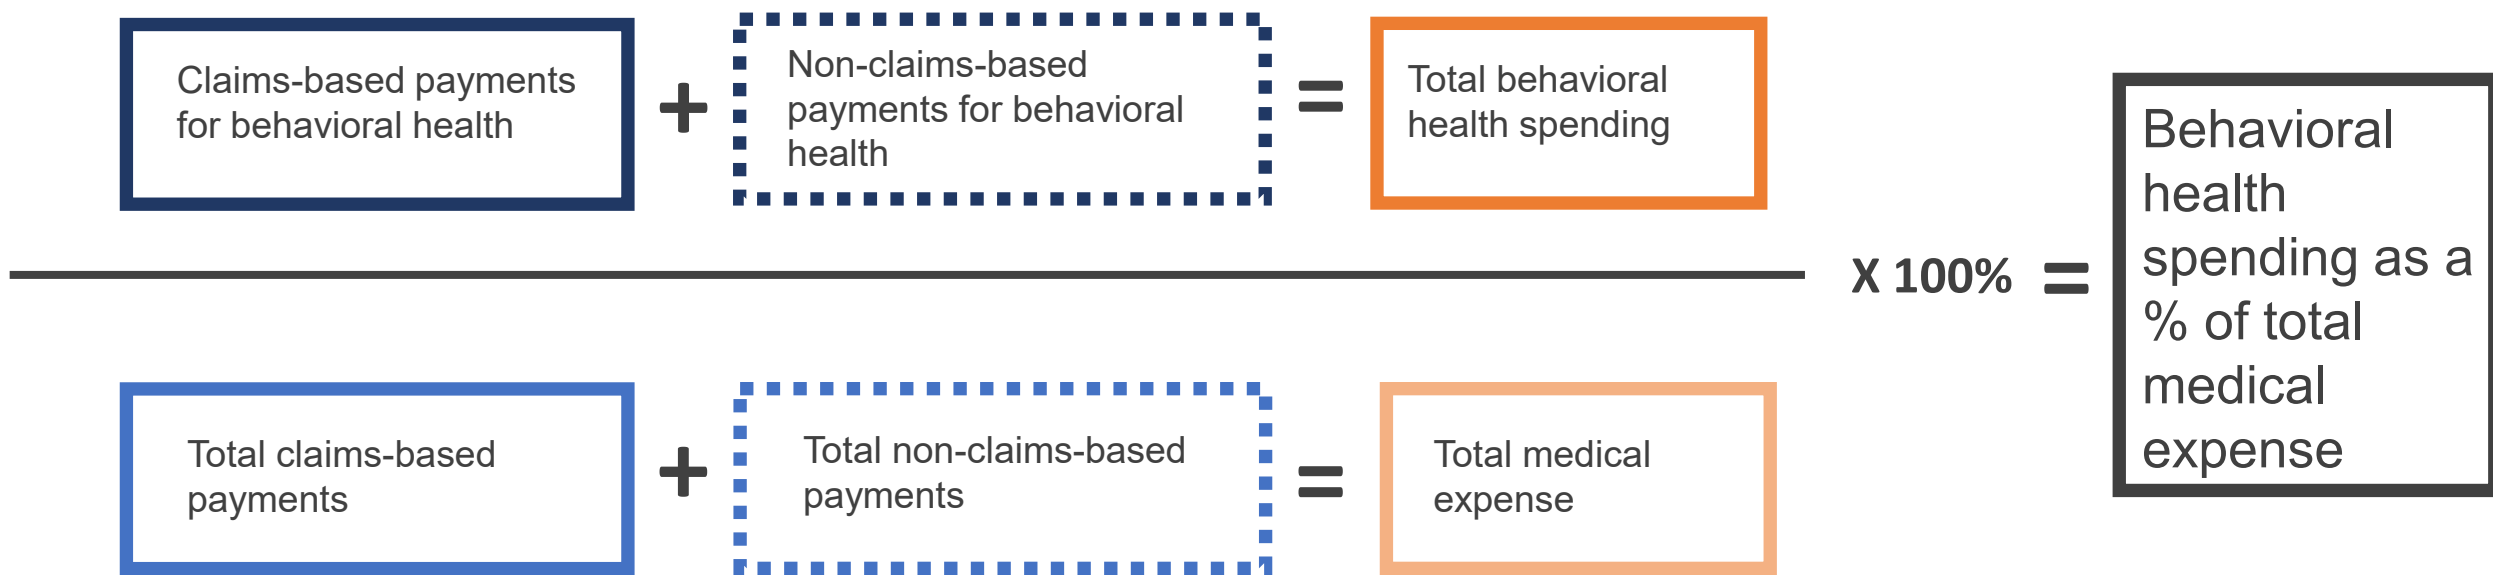 Claims-based payments
for behavioral health
+
Non-claims-based
payments for behavioral
health
=
Total behavioral
health spending
X 100%
=
Behavioral
health
spending as a
% of total
medical
expense
Total claims-based
payments
+
Total non-claims-based
payments
=
Total medical
expense